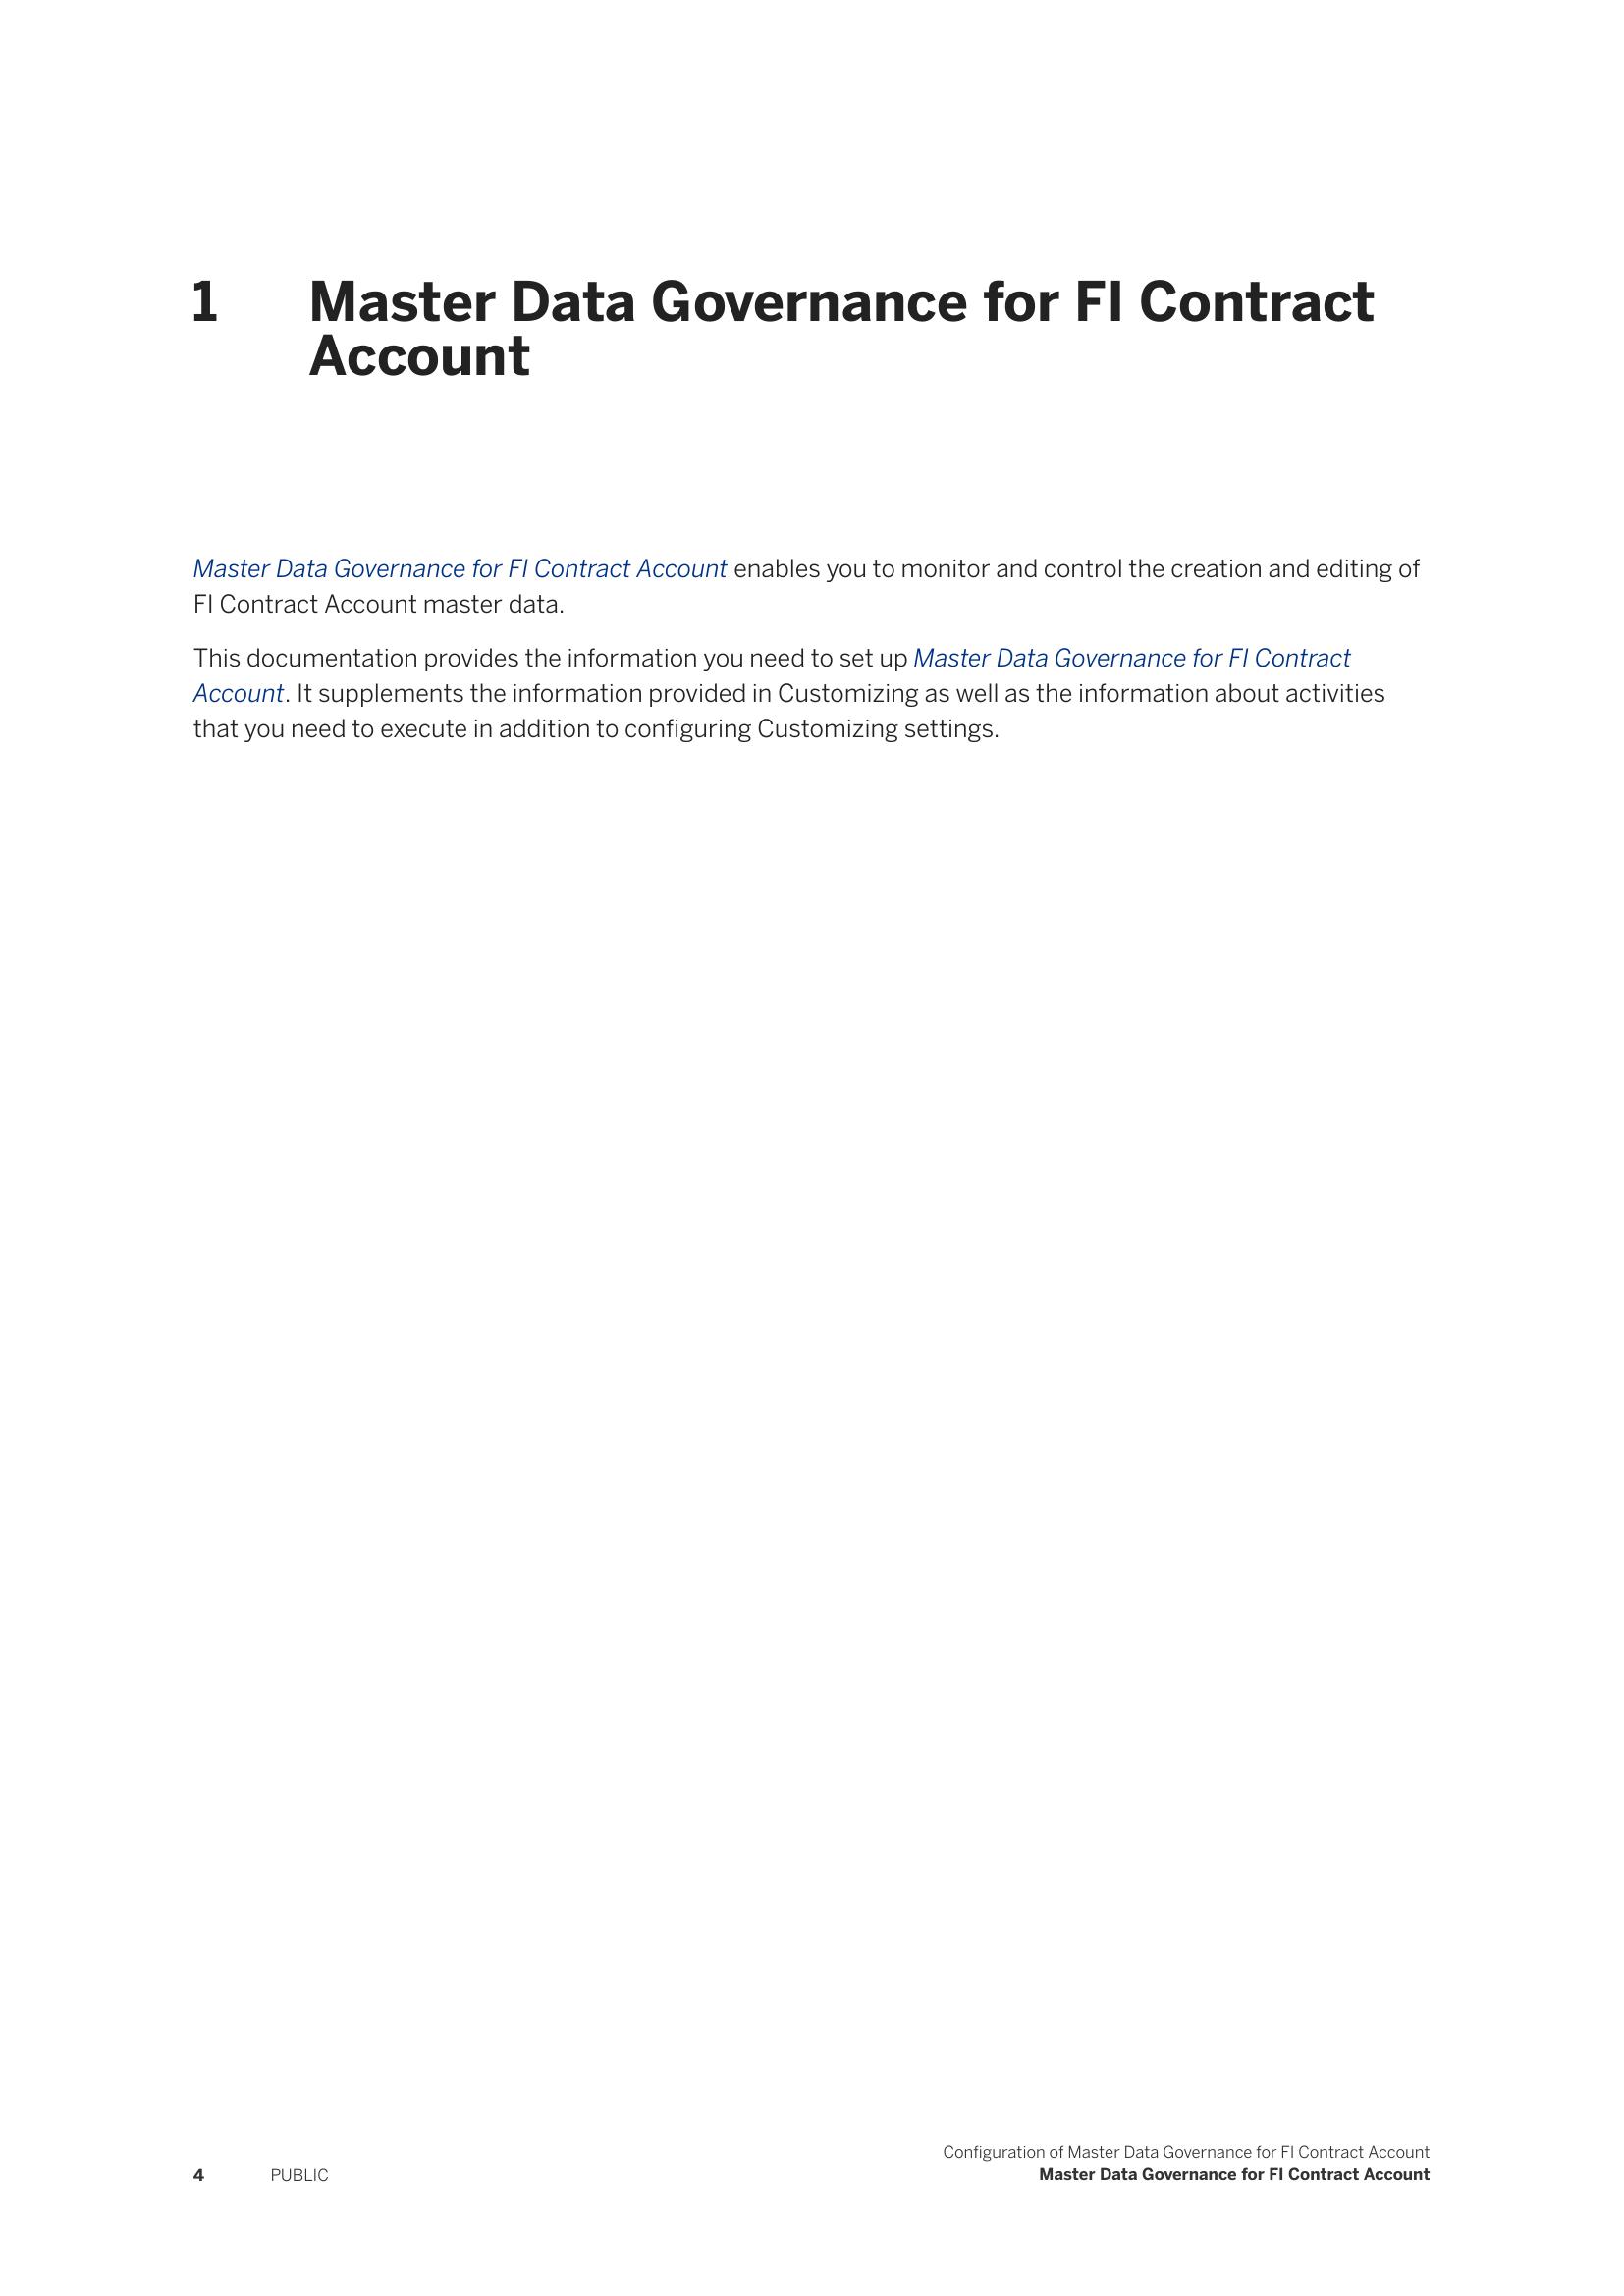 1 Master Data Governance for FI Contract
Account
Master Data Governance for FI Contract Account enables you to monitor and control the creation and editing of
FI Contract Account master data.
This documentation provides the information you need to set up Master Data Governance for FI Contract
Account. It supplements the information provided in Customizing as well as the information about activities
that you need to execute in addition to configuring Customizing settings.
4 PUBLIC
Configuration of Master Data Governance for FI Contract Account
Master Data Governance for FI Contract Account